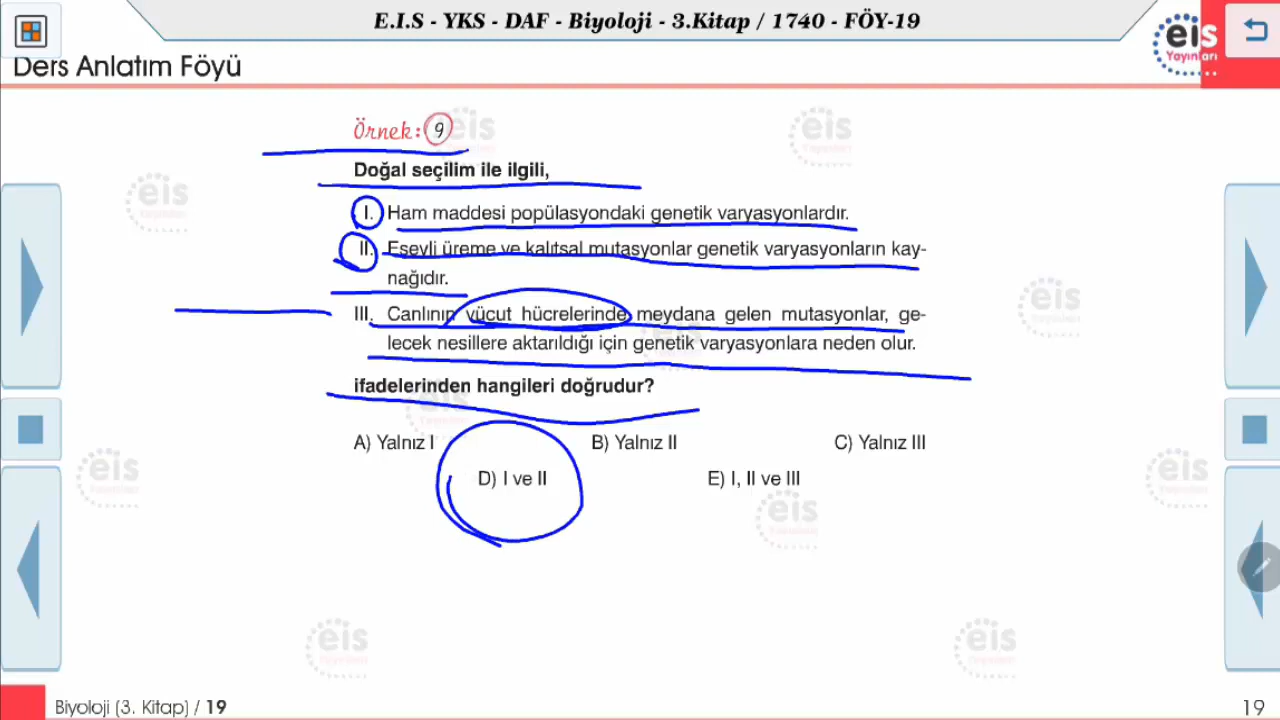 E.I.S - YKS - DAF - Biyoloji - 3.Kitap / 1740 - FÖY-19
eis
Yayınları
Ders Anlatım Föyü
Örnek: 9
Doğal seçilim ile ilgili,
I. Ham maddesi popülasyondaki genetik varyasyonlardır.
II. Eşeyli üreme ve kalıtsal mutasyonlar genetik varyasyonların kay-
nağıdır.
III. Canlının vücut hücrelerinde meydana gelen mutasyonlar, ge-
lecek nesillere aktarıldığı için genetik varyasyonlara neden olur.
ifadelerinden hangileri doğrudur?
A) Yalnız I B) Yalnız II C) Yalnız III
D) I ve II E) I, II ve III
Biyoloji (3. Kitap) / 19
19